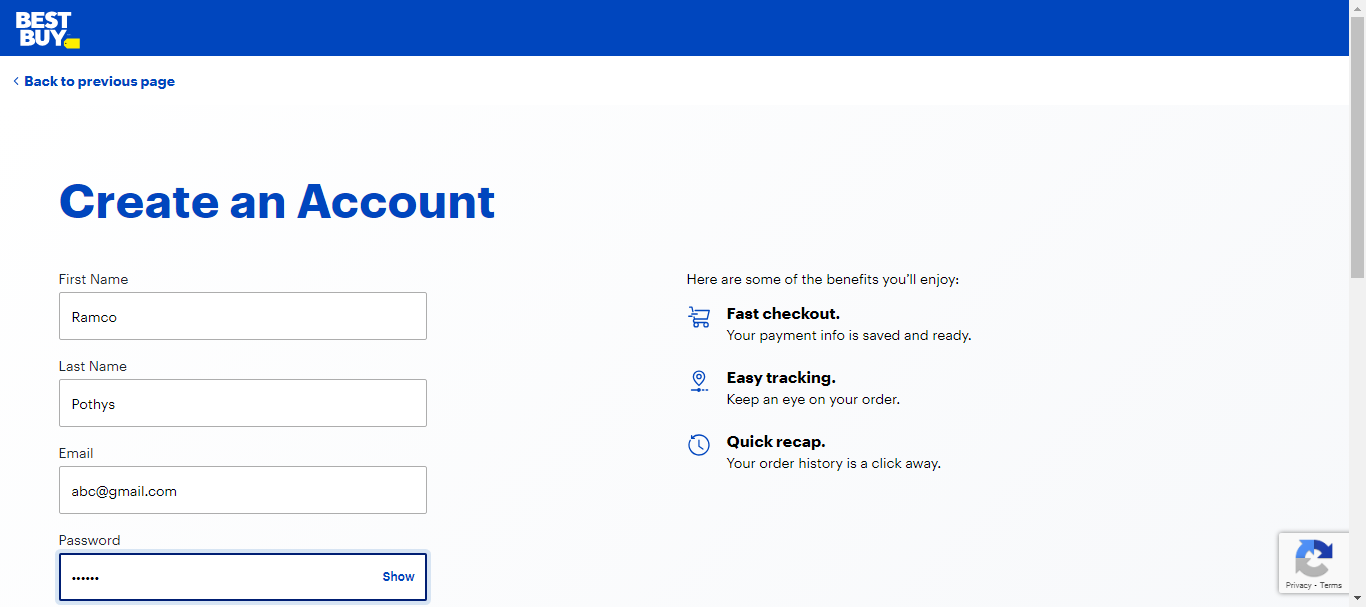 BEST
BUY
Back to previous page
Create an Account
First Name
Ramco
Last Name
Pothys
Email
abc@gmail.com
Password
•••••• Show
Here are some of the benefits you’ll enjoy:
Fast checkout.
Your payment info is saved and ready.
Easy tracking.
Keep an eye on your order.
Quick recap.
Your order history is a click away.
Privacy - Terms